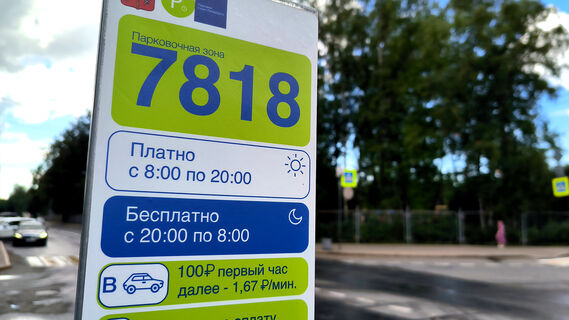 Парковочная зона
7818
Платно
с 8:00 по 20:00
Бесплатно
с 20:00 по 8:00
В
100₽ первый час
далее - 1,67 ₽/мин.